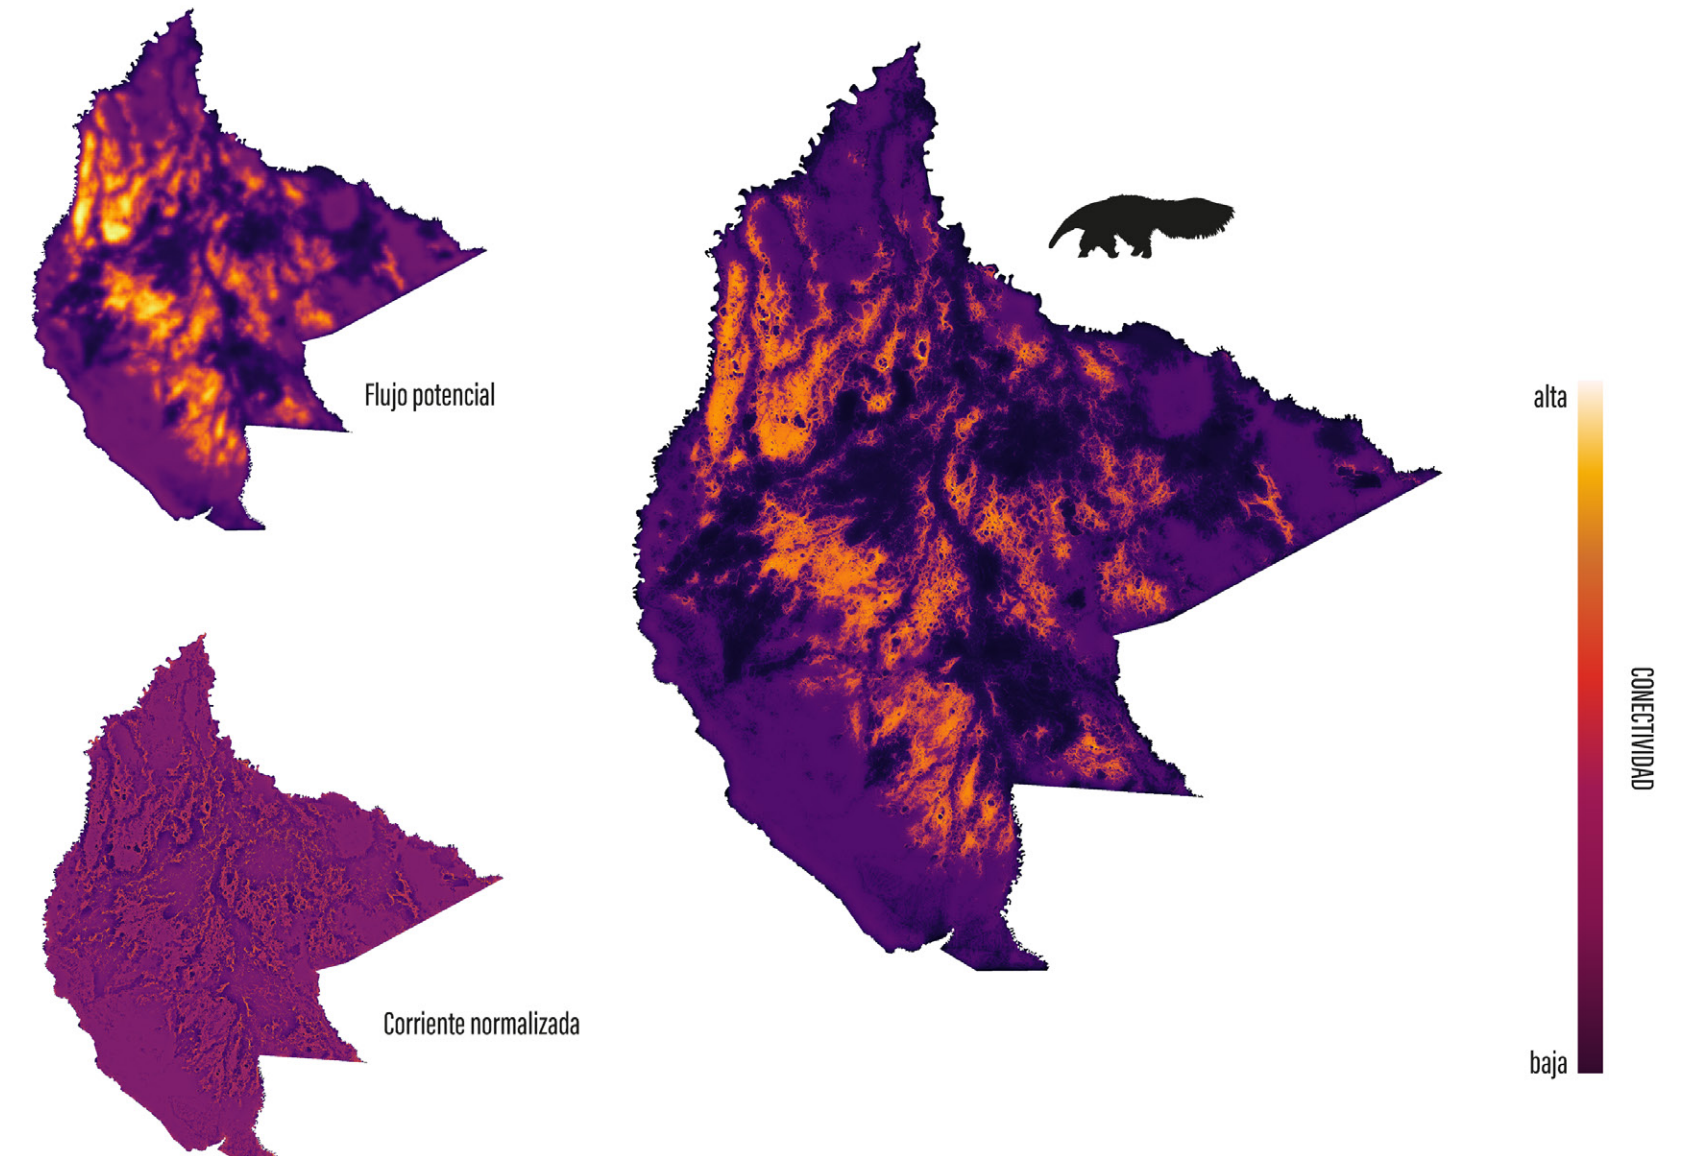 Flujo potencial
alta
CONECTIVIDAD
Corriente normalizada
baja